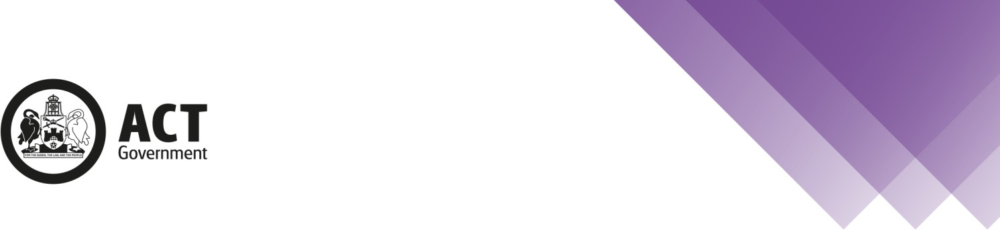 ACT
Government
FOR THE QUEEN, THE LAW, AND THE PEOPLE